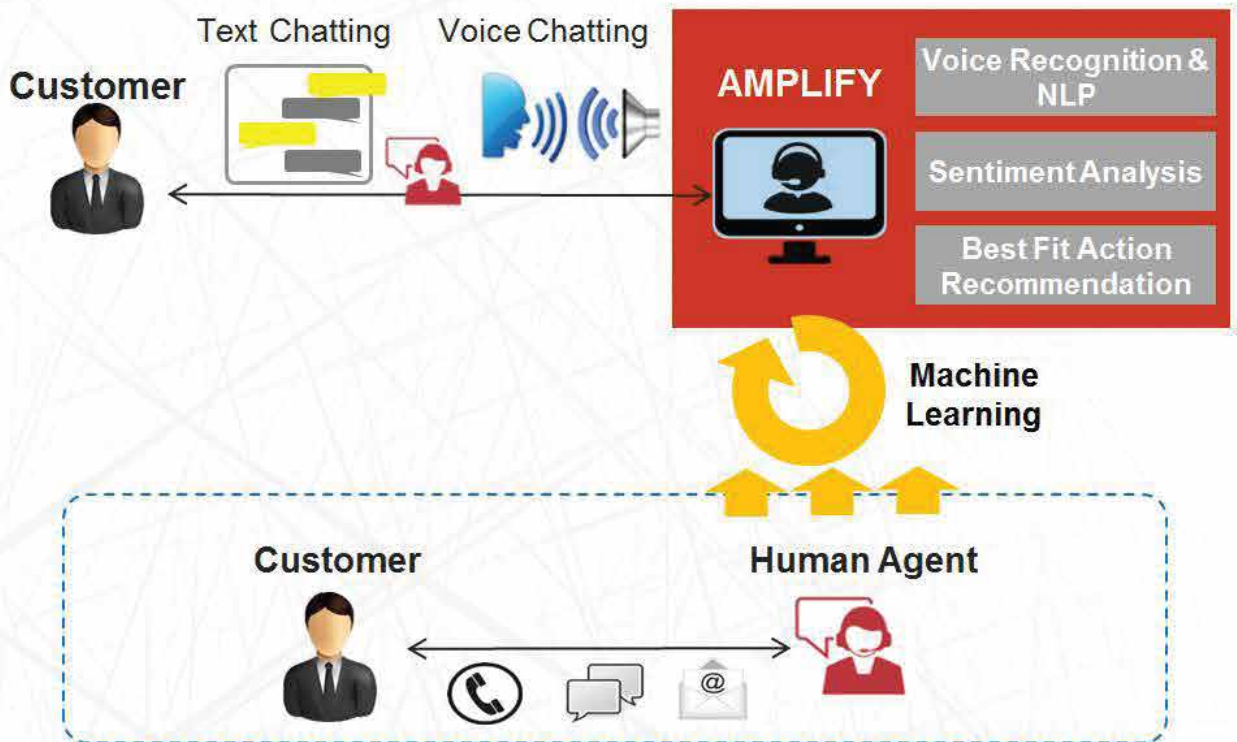 Text Chatting
Voice Chatting
Customer
AMPLIFY
Voice Recognition &
NLP
Sentiment Analysis
Best Fit Action
Recommendation
Machine
Learning
Customer
Human Agent
@